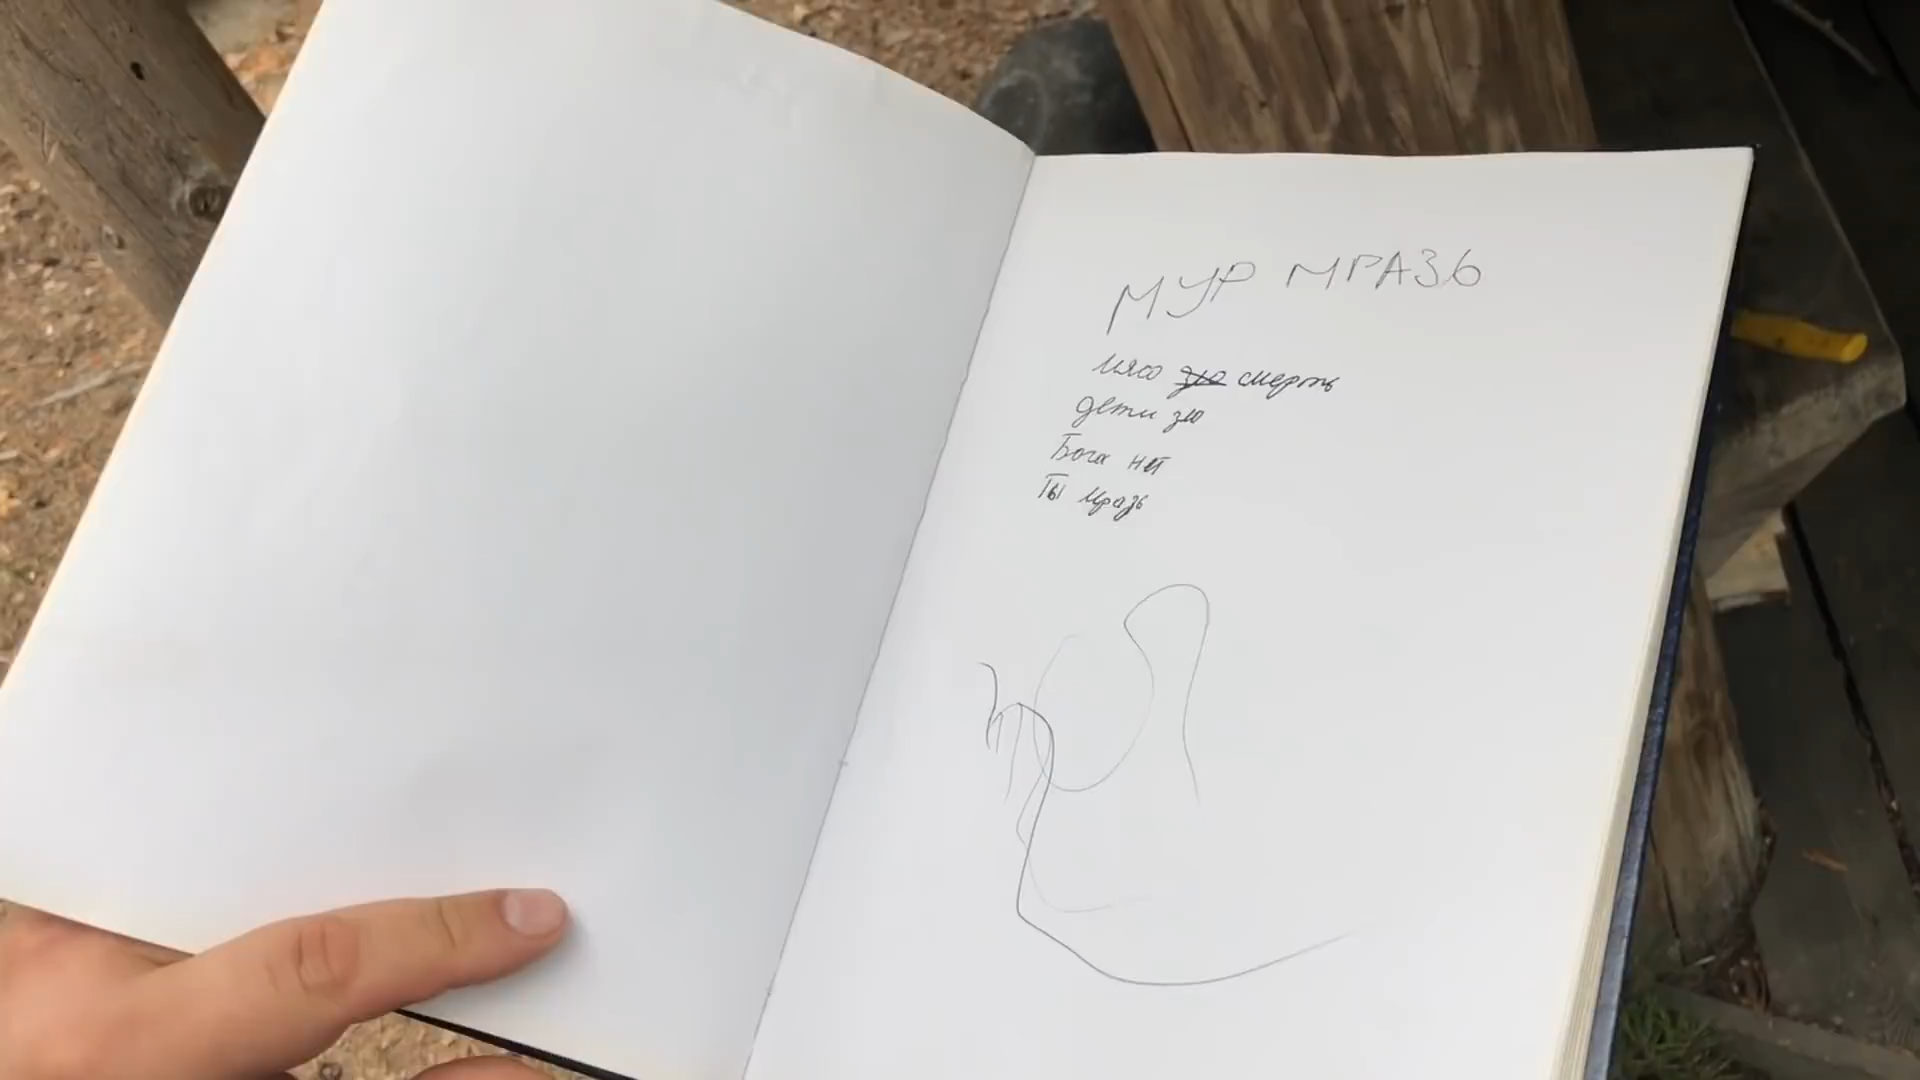 МУР МРАЗЬ
мясо зло смерть
дети зло
Бога нет
Ты мразь